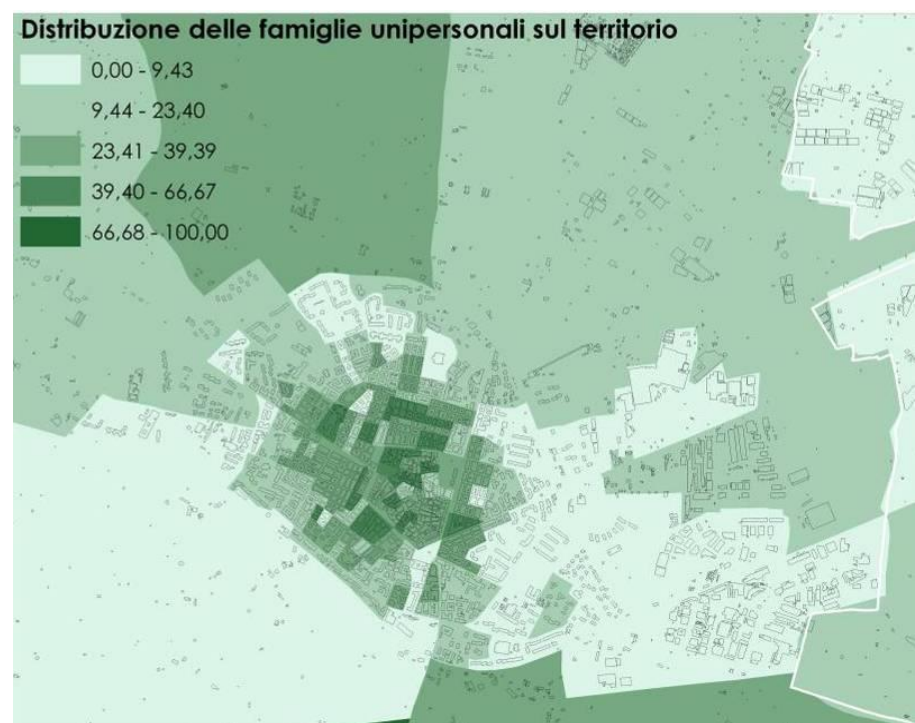 Distribuzione delle famiglie unipersonali sul territorio
0,00 - 9,43
9,44 - 23,40
23,41 - 39,39
39,40 - 66,67
66,68 - 100,00